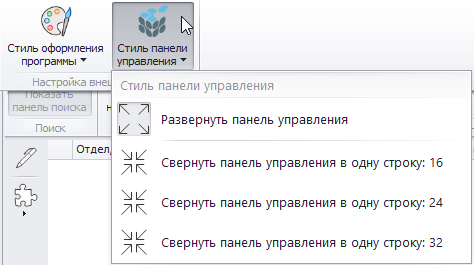 Стиль оформления
программы
Стиль панели
управления
Настройка внеш
Стиль панели управления
Показать
панель поиска
Поиск
Развернуть панель управления
Отдел
Свернуть панель управления в одну строку: 16
Свернуть панель управления в одну строку: 24
Свернуть панель управления в одну строку: 32